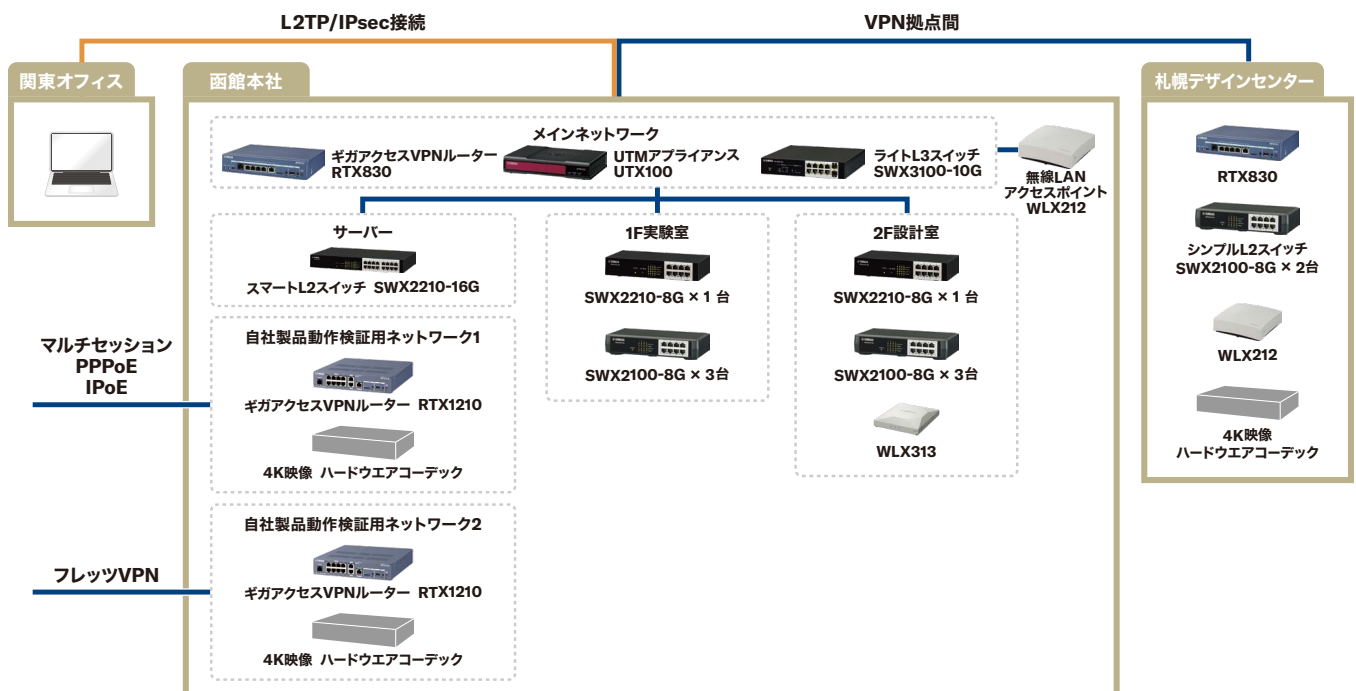 L2TP/IPsec接続
VPN拠点間
関東オフィス
函館本社
メインネットワーク
ギガアクセスVPNルーター
RTX830
UTMアプライアンス
UTX100
ライトL3スイッチ
SWX3100-10G
無線LAN
アクセスポイント
WLX212
サーバー
スマートL2スイッチ SWX2210-16G
1F実験室
SWX2210-8G × 1 台
SWX2100-8G × 3台
2F設計室
SWX2210-8G × 1 台
SWX2100-8G × 3台
WLX313
マルチセッション
PPPoE
IPoE
自社製品動作検証用ネットワーク1
ギガアクセスVPNルーター RTX1210
4K映像 ハードウエアコーデック
フレッツVPN
自社製品動作検証用ネットワーク2
ギガアクセスVPNルーター RTX1210
4K映像 ハードウエアコーデック
札幌デザインセンター
RTX830
シンプルL2スイッチ
SWX2100-8G × 2台
WLX212
4K映像
ハードウエアコーデック